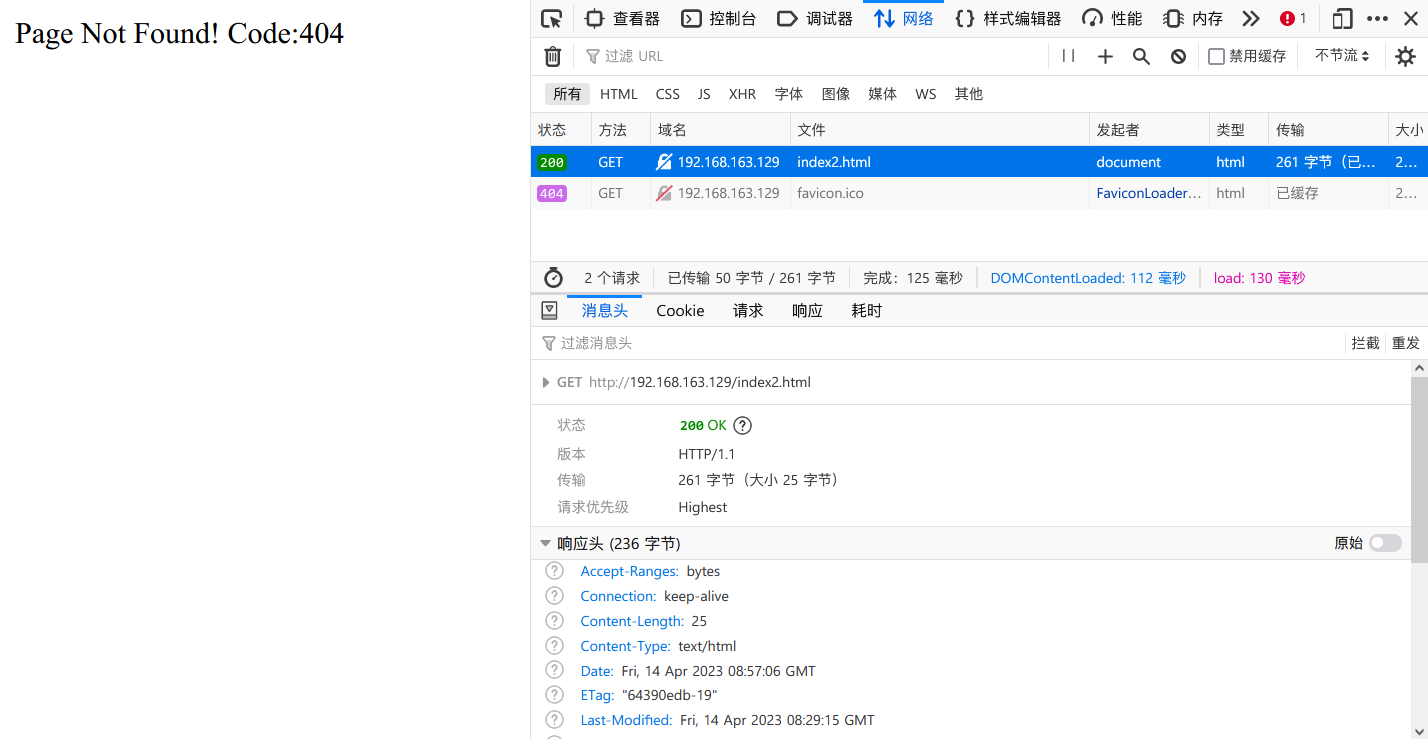 Page Not Found! Code:404
查看器 控制台 调试器 网络 样式编辑器 性能 内存 1
过滤 URL 禁用缓存 不节流
所有 HTML CSS JS XHR 字体 图像 媒体 WS 其他
状态 方法 域名 文件 发起者 类型 传输 大小
200 GET 192.168.163.129 index2.html document html 261 字节（已… 2…
404 GET 192.168.163.129 favicon.ico FaviconLoader… html 已缓存 2…
2 个请求 已传输 50 字节 / 261 字节 完成：125 毫秒 DOMContentLoaded: 112 毫秒 load: 130 毫秒
消息头 Cookie 请求 响应 耗时
过滤消息头 拦截 重发
GET http://192.168.163.129/index2.html
状态 200 OK ?
版本 HTTP/1.1
传输 261 字节（大小 25 字节）
请求优先级 Highest
响应头 (236 字节) 原始
? Accept-Ranges: bytes
? Connection: keep-alive
? Content-Length: 25
? Content-Type: text/html
? Date: Fri, 14 Apr 2023 08:57:06 GMT
? ETag: "64390edb-19"
? Last-Modified: Fri, 14 Apr 2023 08:29:15 GMT